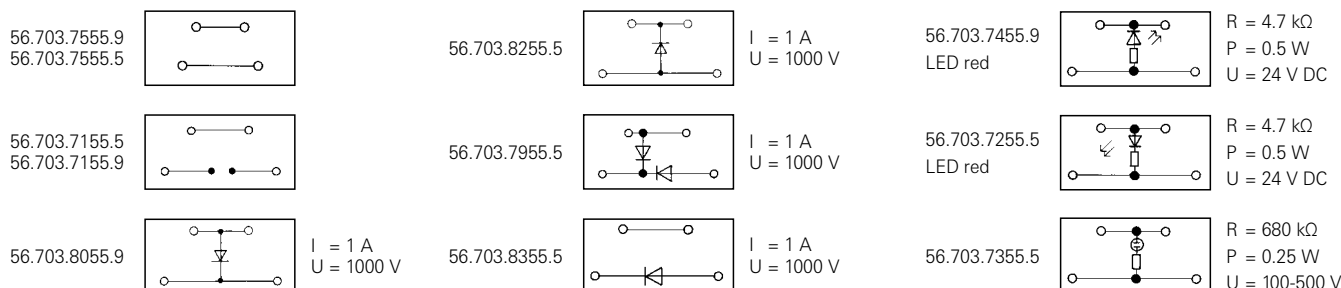 56.703.7555.9
56.703.7555.5
56.703.7155.5
56.703.7155.9
56.703.8055.9
I = 1 A
U = 1000 V
56.703.8255.5
I = 1 A
U = 1000 V
56.703.7955.5
I = 1 A
U = 1000 V
56.703.8355.5
I = 1 A
U = 1000 V
56.703.7455.9
LED red
R = 4.7 kΩ
P = 0.5 W
U = 24 V DC
56.703.7255.5
LED red
R = 4.7 kΩ
P = 0.5 W
U = 24 V DC
56.703.7355.5
R = 680 kΩ
P = 0.25 W
U = 100-500 V